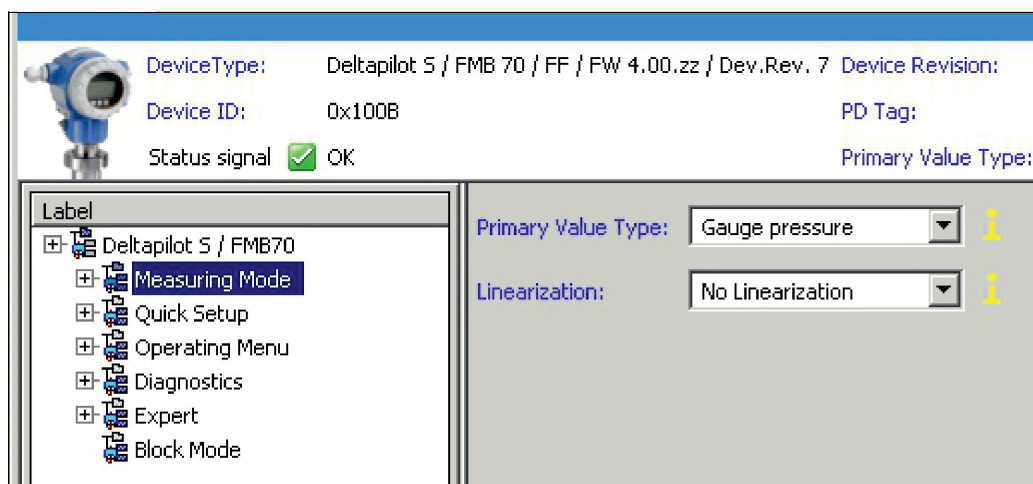 DeviceType: Deltapilot S / FMB 70 / FF / FW 4.00.zz / Dev.Rev. 7 Device Revision:
Device ID: 0x100B PD Tag:
Status signal OK Primary Value Type:
Label
Deltapilot S / FMB70
Measuring Mode
Quick Setup
Operating Menu
Diagnostics
Expert
Block Mode
Primary Value Type: Gauge pressure
Linearization: No Linearization